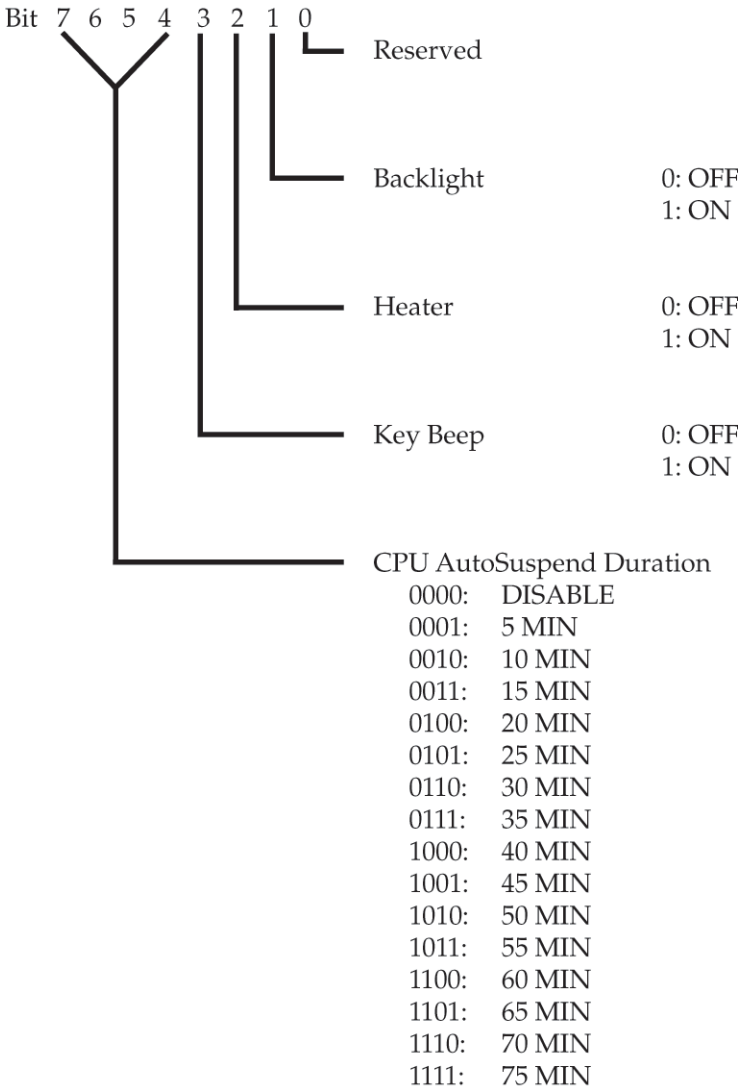 Bit 7 6 5 4 3 2 1 0
Reserved
Backlight 0: OFF
1: ON
Heater 0: OFF
1: ON
Key Beep 0: OFF
1: ON
CPU AutoSuspend Duration
0000: DISABLE
0001: 5 MIN
0010: 10 MIN
0011: 15 MIN
0100: 20 MIN
0101: 25 MIN
0110: 30 MIN
0111: 35 MIN
1000: 40 MIN
1001: 45 MIN
1010: 50 MIN
1011: 55 MIN
1100: 60 MIN
1101: 65 MIN
1110: 70 MIN
1111: 75 MIN